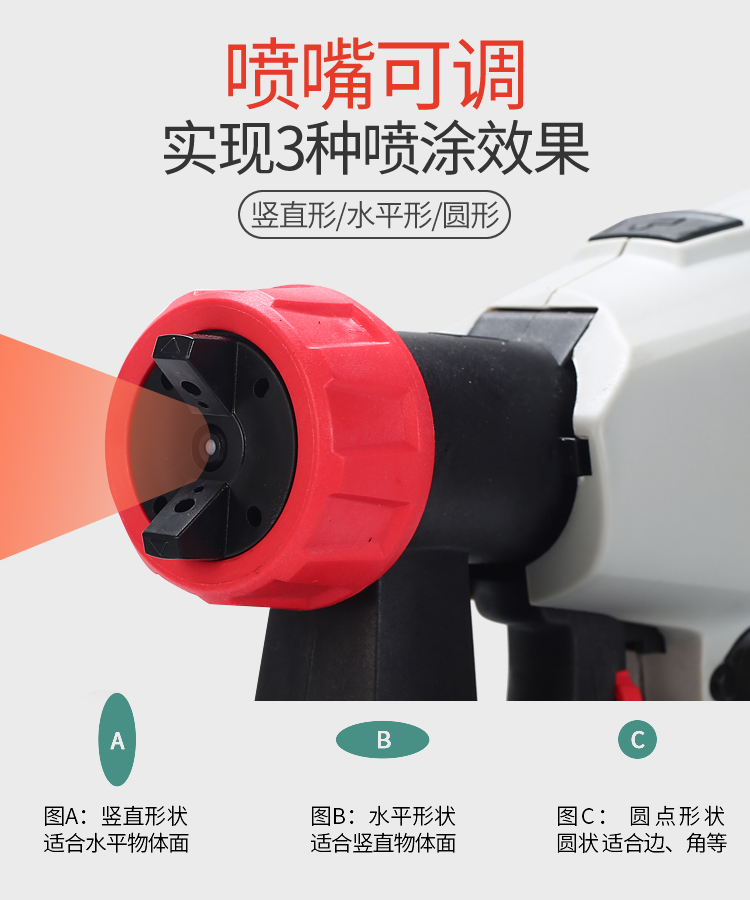 喷嘴可调
实现3种喷涂效果
竖直形/水平形/圆形
A
B
C
图A：竖直形状
适合水平物体面
图B：水平形状
适合竖直物体面
图C：圆点形状
圆状适合边、角等